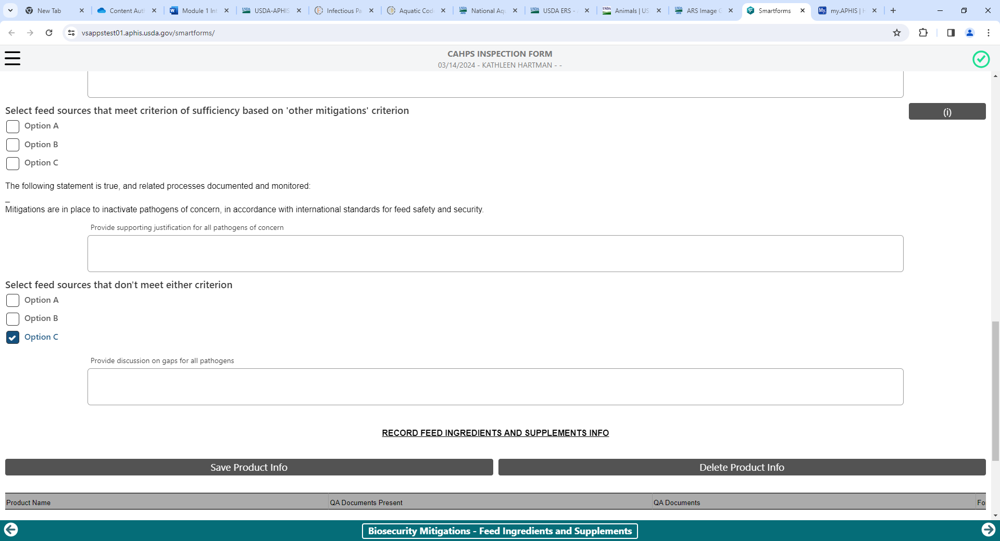 New Tab
Content Auti
Module 1 Int
USDA-APHIS
Infectious Pa
Aquatic Cod
National Aqu
USDA ERS -
Animals | US
ARS Image G
Smartforms
my.APHIS | H
vsappstest01.aphis.usda.gov/smartforms/
CAHPS INSPECTION FORM
03/14/2024 - KATHLEEN HARTMAN - -
Select feed sources that meet criterion of sufficiency based on 'other mitigations' criterion
(i)
Option A
Option B
Option C
The following statement is true, and related processes documented and monitored:
_
Mitigations are in place to inactivate pathogens of concern, in accordance with international standards for feed safety and security.
Provide supporting justification for all pathogens of concern
Select feed sources that don't meet either criterion
Option A
Option B
Option C
Provide discussion on gaps for all pathogens
RECORD FEED INGREDIENTS AND SUPPLEMENTS INFO
Save Product Info
Delete Product Info
Product Name
QA Documents Present
QA Documents
For
Biosecurity Mitigations - Feed Ingredients and Supplements